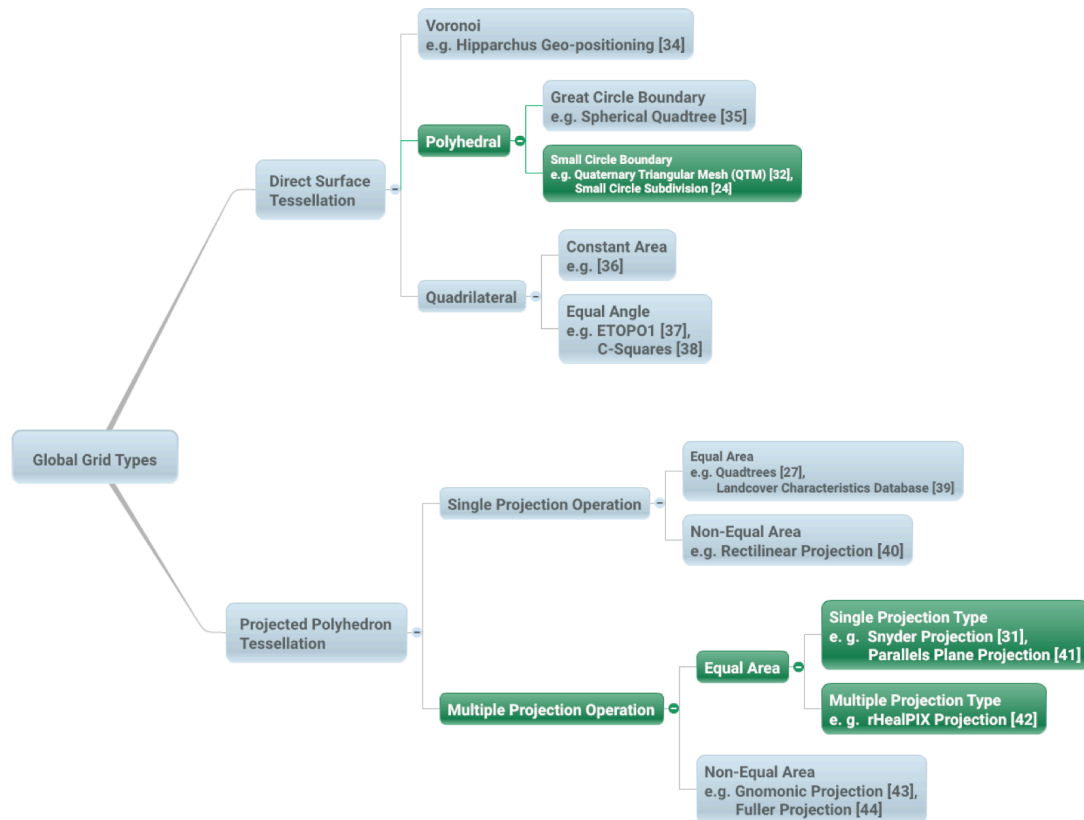 Voronoi
e.g. Hipparchus Geo-positioning [34]
Great Circle Boundary
e.g. Spherical Quadtree [35]
Polyhedral
Small Circle Boundary
e.g. Quaternary Triangular Mesh (QTM) [32],
Small Circle Subdivision [24]
Direct Surface
Tessellation
Constant Area
e.g. [36]
Quadrilateral
Equal Angle
e.g. ETOPO1 [37],
C-Squares [38]
Global Grid Types
Equal Area
e.g. Quadtrees [27],
Landcover Characteristics Database [39]
Single Projection Operation
Non-Equal Area
e.g. Rectilinear Projection [40]
Projected Polyhedron
Tessellation
Single Projection Type
e. g. Snyder Projection [31],
Parallels Plane Projection [41]
Equal Area
Multiple Projection Type
e. g. rHealPIX Projection [42]
Multiple Projection Operation
Non-Equal Area
e.g. Gnomonic Projection [43],
Fuller Projection [44]